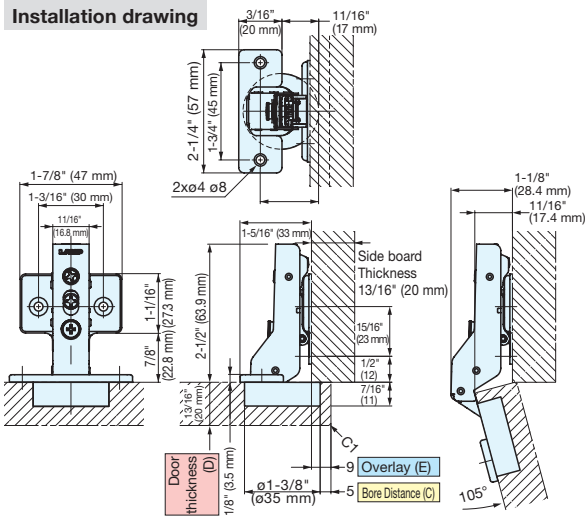 Installation drawing
3/16"
(20 mm)
11/16"
(17 mm)
2-1/4" (57 mm)
1-3/4" (45 mm)
2xø4 ø8
1-7/8" (47 mm)
1-3/16" (30 mm)
11/16"
(16.8 mm)
LAMP
1-1/16"
(27.3 mm)
7/8"
(22.8 mm)
1-5/16" (33 mm)
2-1/2" (63.9 mm)
Side board
Thickness
13/16" (20 mm)
15/16"
(23 mm)
1/2"
(12)
7/16"
(11)
13/16"
(20 mm)
Door
thickness
(D)
1/8" (3.5 mm)
ø1-3/8"
(ø35 mm)
C1
9 Overlay (E)
5 Bore Distance (C)
1-1/8"
(28.4 mm)
11/16"
(17.4 mm)
105°